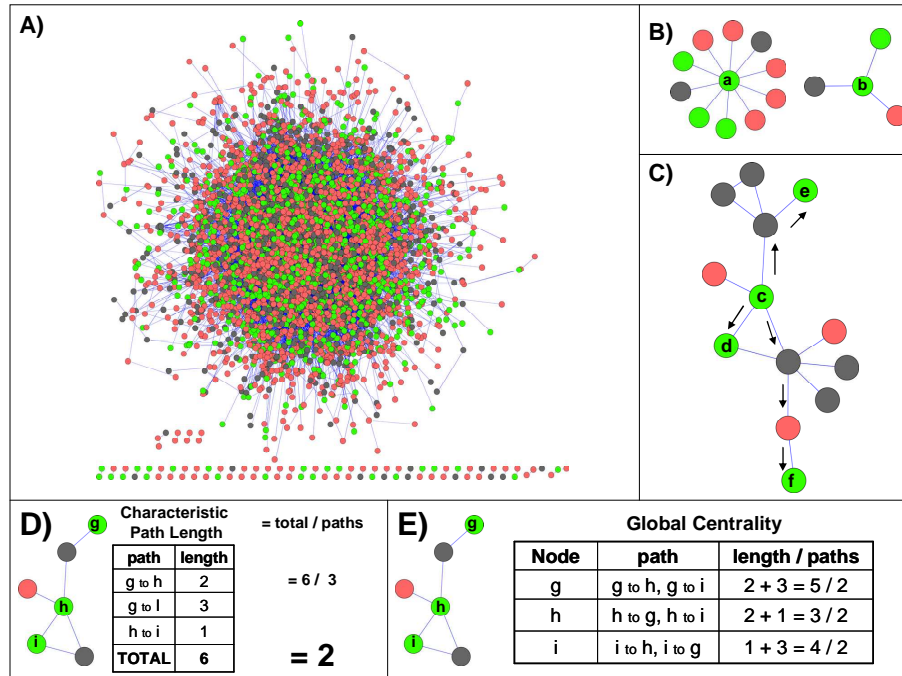 A)
B)
a
b
C)
e
c
d
f
D)
g
h
i
Characteristic
Path Length
= total / paths
path length
g to h 2
g to l 3
= 6 / 3
h to i 1
TOTAL 6
= 2
E)
g
h
i
Global Centrality
Node path length / paths
g g to h, g to i 2 + 3 = 5 / 2
h h to g, h to i 2 + 1 = 3 / 2
i i to h, i to g 1 + 3 = 4 / 2